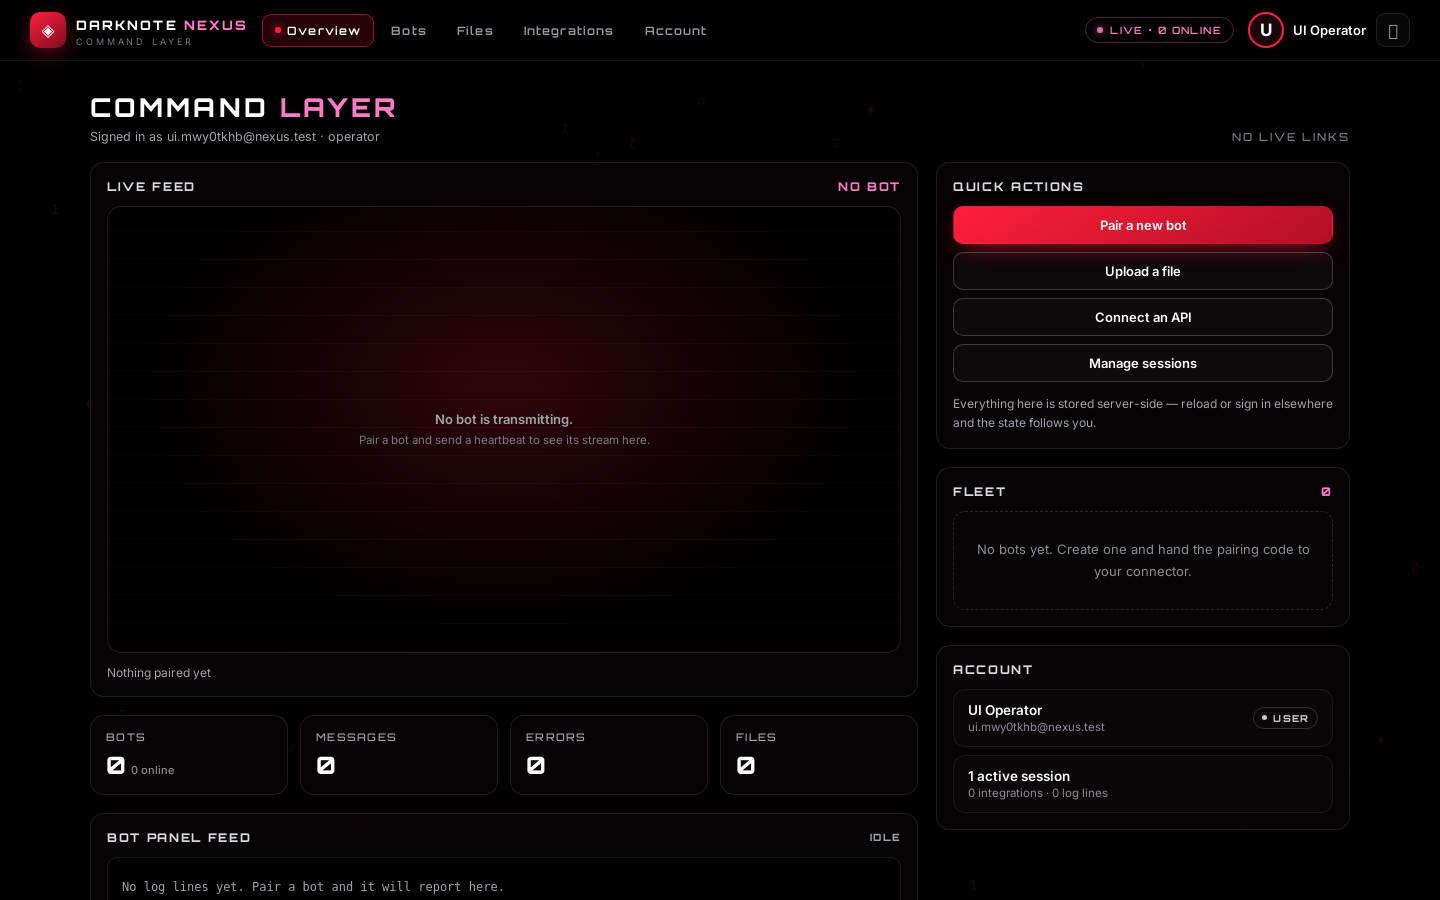 DARKNOTE NEXUS
COMMAND LAYER
Overview
Bots
Files
Integrations
Account
LIVE · 0 ONLINE
U
UI Operator
COMMAND LAYER
Signed in as ui.mwy0tkhb@nexus.test · operator
NO LIVE LINKS
LIVE FEED
NO BOT
No bot is transmitting.
Pair a bot and send a heartbeat to see its stream here.
Nothing paired yet
BOTS
0 0 online
MESSAGES
0
ERRORS
0
FILES
0
BOT PANEL FEED
IDLE
No log lines yet. Pair a bot and it will report here.
QUICK ACTIONS
Pair a new bot
Upload a file
Connect an API
Manage sessions
Everything here is stored server-side — reload or sign in elsewhere
and the state follows you.
FLEET
0
No bots yet. Create one and hand the pairing code to
your connector.
ACCOUNT
UI Operator
ui.mwy0tkhb@nexus.test
USER
1 active session
0 integrations · 0 log lines